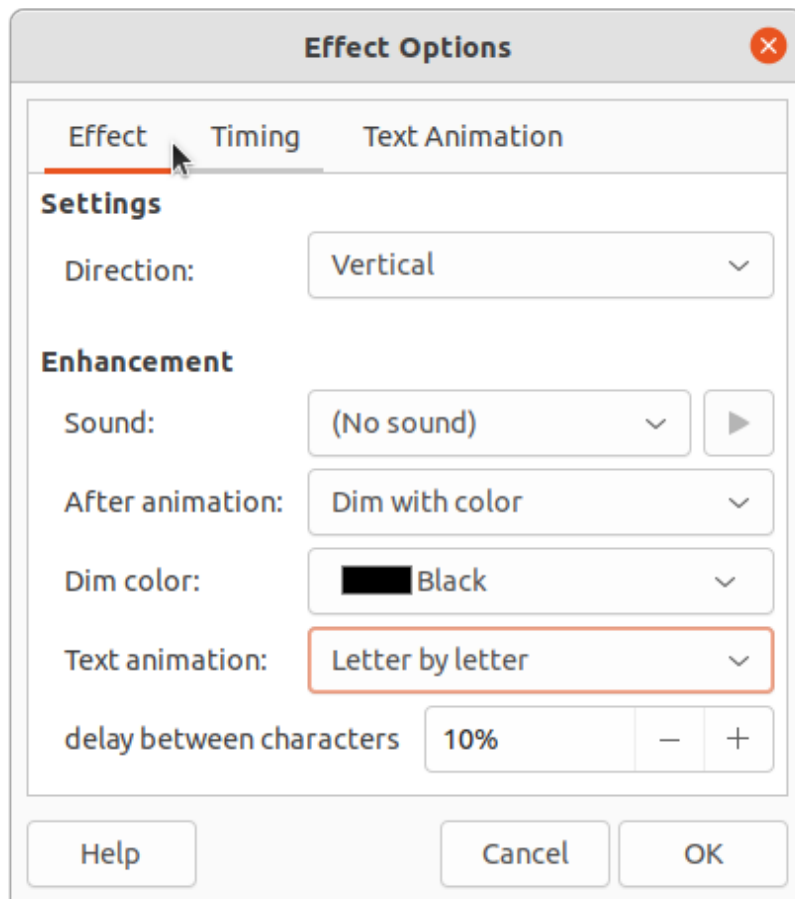 Effect Options
Effect Timing Text Animation
Settings
Direction: Vertical
Enhancement
Sound: (No sound)
After animation: Dim with color
Dim color: Black
Text animation: Letter by letter
delay between characters 10% − +
Help Cancel OK